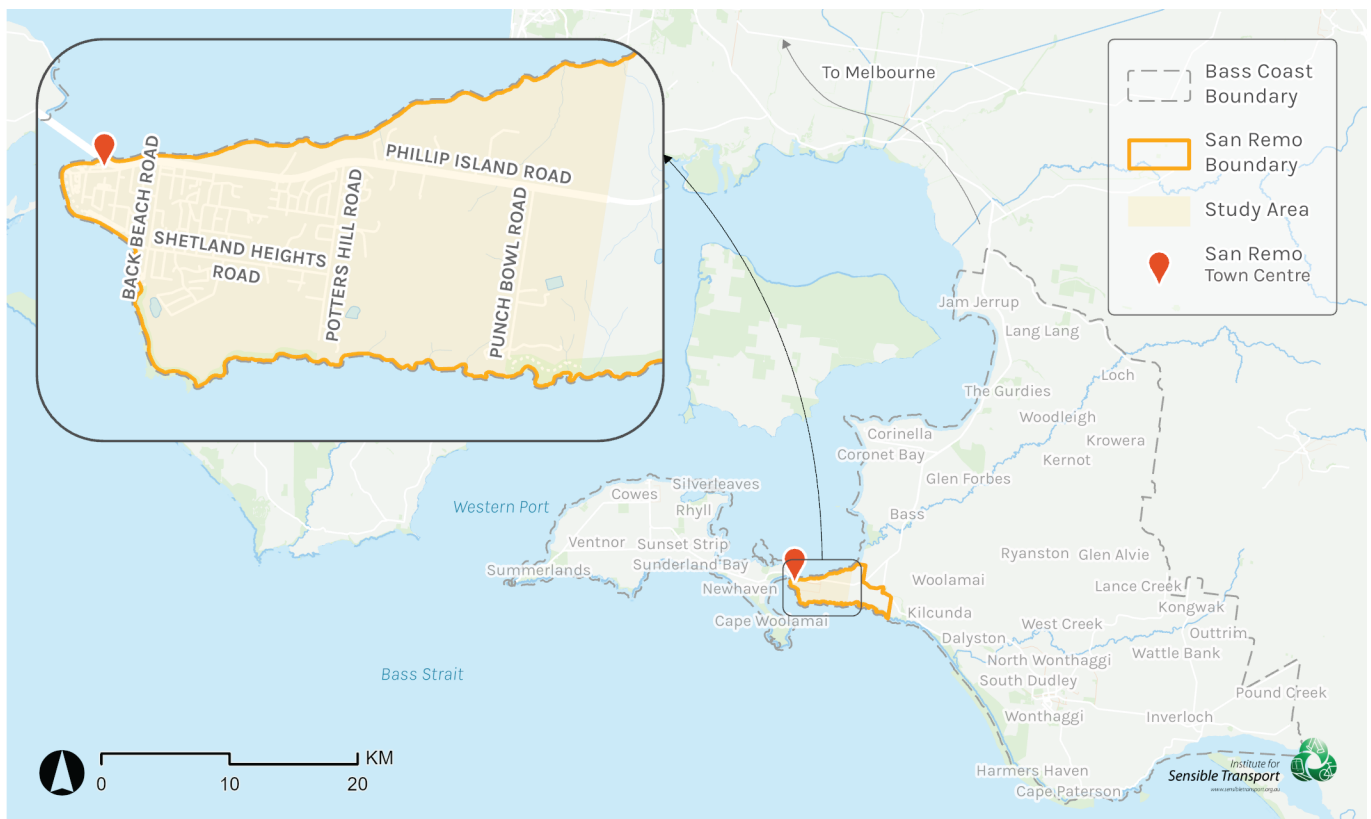 To Melbourne
Bass Coast
Boundary
San Remo
Boundary
Study Area
San Remo
Town Centre
PHILLIP ISLAND ROAD
BACK BEACH ROAD
SHETLAND HEIGHTS
ROAD
POTTERS HILL ROAD
PUNCH BOWL ROAD
Jam Jerrup
Lang Lang
Loch
The Gurdies
Woodleigh
Corinella
Krowera
Coronet Bay
Kernot
Glen Forbes
Silverleaves
Cowes
Rhyll
Western Port
Bass
Ventnor
Sunset Strip
Ryanston
Glen Alvie
Summerlands
Sunderland Bay
Woolamai
Newhaven
Lance Creek
Kongwak
Kilcunda
Cape Woolamai
West Creek
Outtrim
Dalyston
Wattle Bank
North Wonthaggi
Bass Strait
South Dudley
Pound Creek
Wonthaggi
Inverloch
Harmers Haven
Cape Paterson
KM
0 10 20
Institute for
Sensible Transport
www.sensibletransport.org.au